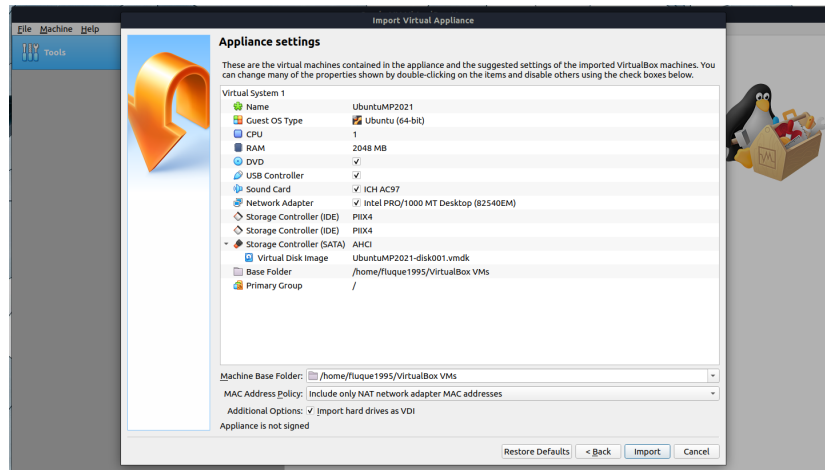 Import Virtual Appliance
File Machine Help
Tools
Appliance settings
These are the virtual machines contained in the appliance and the suggested settings of the imported VirtualBox machines. You
can change many of the properties shown by double-clicking on the items and disable others using the check boxes below.
Virtual System 1
Name UbuntuMP2021
Guest OS Type Ubuntu (64-bit)
CPU 1
RAM 2048 MB
DVD
USB Controller
Sound Card ICH AC97
Network Adapter Intel PRO/1000 MT Desktop (82540EM)
Storage Controller (IDE) PIIX4
Storage Controller (IDE) PIIX4
Storage Controller (SATA) AHCI
Virtual Disk Image UbuntuMP2021-disk001.vmdk
Base Folder /home/fluque1995/VirtualBox VMs
Primary Group /
Machine Base Folder: /home/fluque1995/VirtualBox VMs
MAC Address Policy: Include only NAT network adapter MAC addresses
Additional Options: Import hard drives as VDI
Appliance is not signed
Restore Defaults < Back Import Cancel